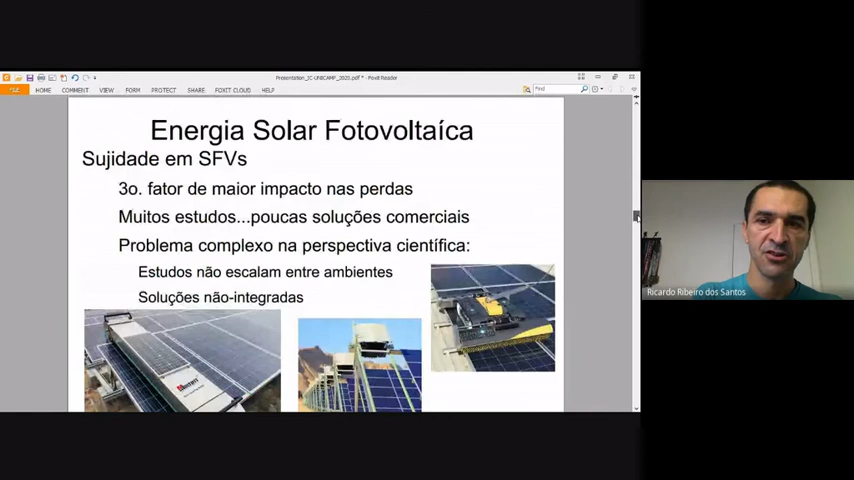 Presentation_IC-UNICAMP_2020.pdf * - Foxit Reader
FILE HOME COMMENT VIEW FORM PROTECT SHARE FOXIT CLOUD HELP
Find
Energia Solar Fotovoltaíca
Sujidade em SFVs
3o. fator de maior impacto nas perdas
Muitos estudos...poucas soluções comerciais
Problema complexo na perspectiva científica:
Estudos não escalam entre ambientes
Soluções não-integradas
Ricardo Ribeiro dos Santos